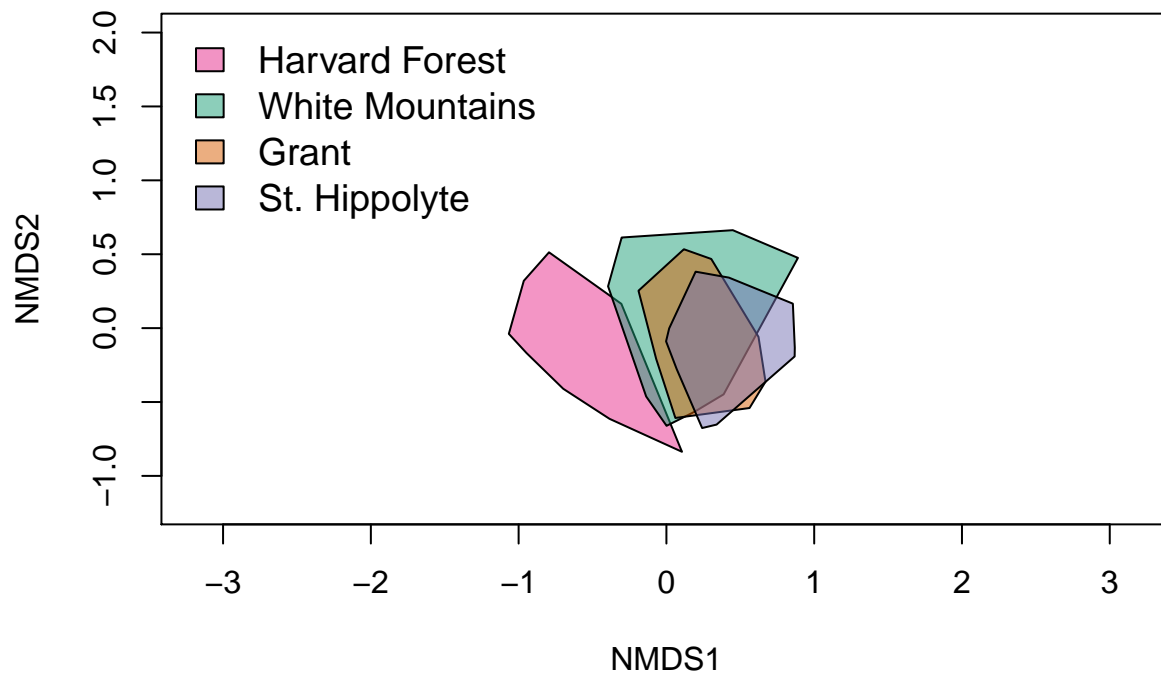 Harvard Forest
White Mountains
Grant
St. Hippolyte
2.0
1.5
1.0
0.5
0.0
−1.0
NMDS2
−3 −2 −1 0 1 2 3
NMDS1